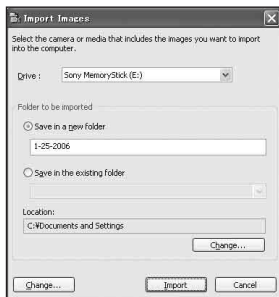 Import Images
Select the camera or media that includes the images you want to import
into the computer.
Drive : Sony MemoryStick (E:)
Folder to be imported
Save in a new folder
1-25-2006
Save in the existing folder
Location:
C:¥Documents and Settings
Change...
Change... Import Cancel